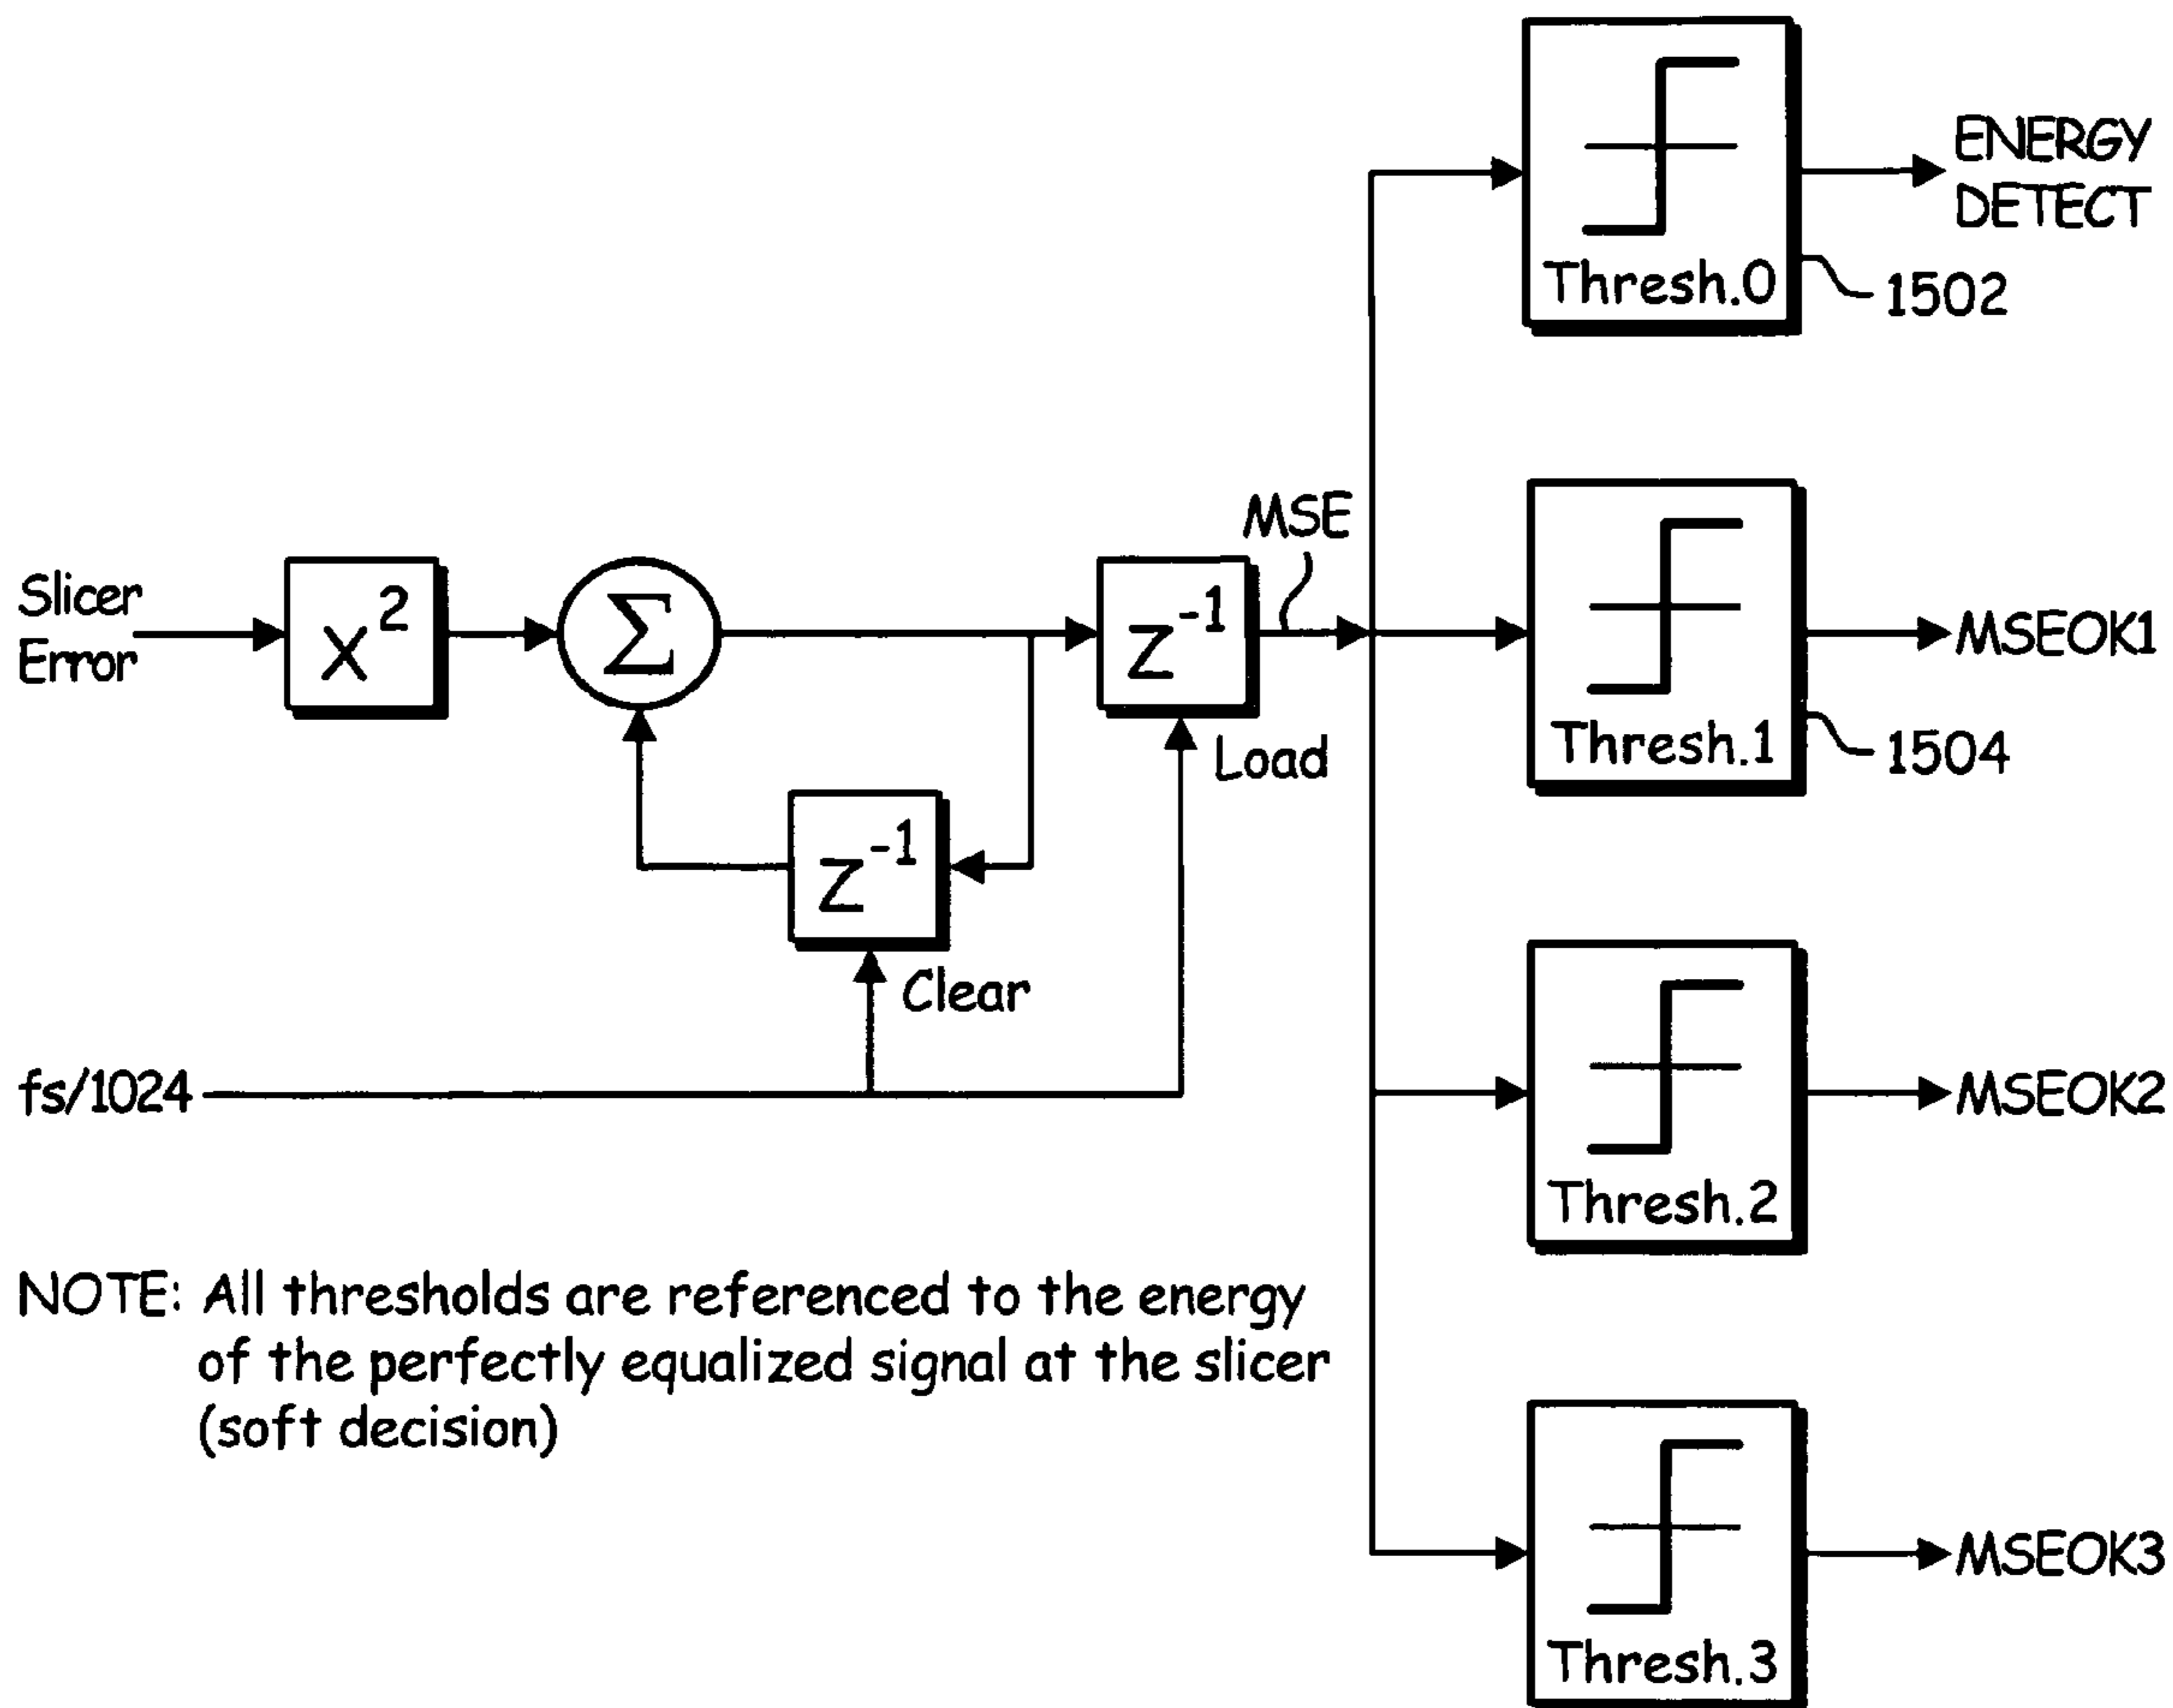 ENERGY
DETECT
Thresh.0
1502
MSE
Slicer
Error
X²
Σ
Z⁻¹
MSEOK1
Load
Thresh.1
1504
Z⁻¹
Clear
fs/1024
MSEOK2
Thresh.2
NOTE: All thresholds are referenced to the energy
of the perfectly equalized signal at the slicer
(soft decision)
MSEOK3
Thresh.3